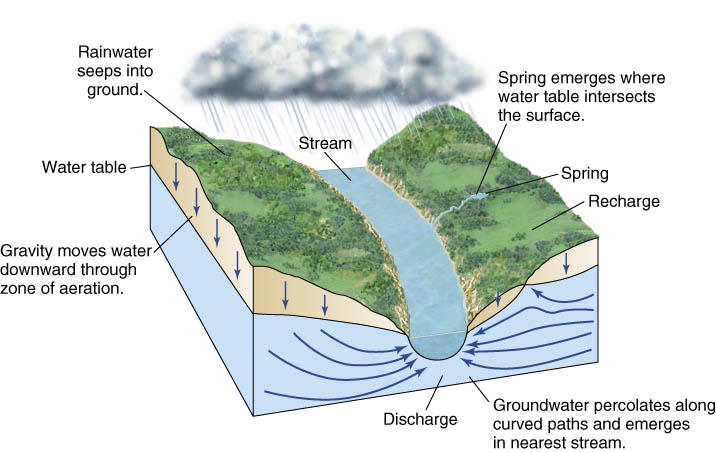 Rainwater
seeps into
ground.
Spring emerges where
water table intersects
the surface.
Stream
Water table
Spring
Recharge
Gravity moves water
downward through
zone of aeration.
Discharge
Groundwater percolates along
curved paths and emerges
in nearest stream.